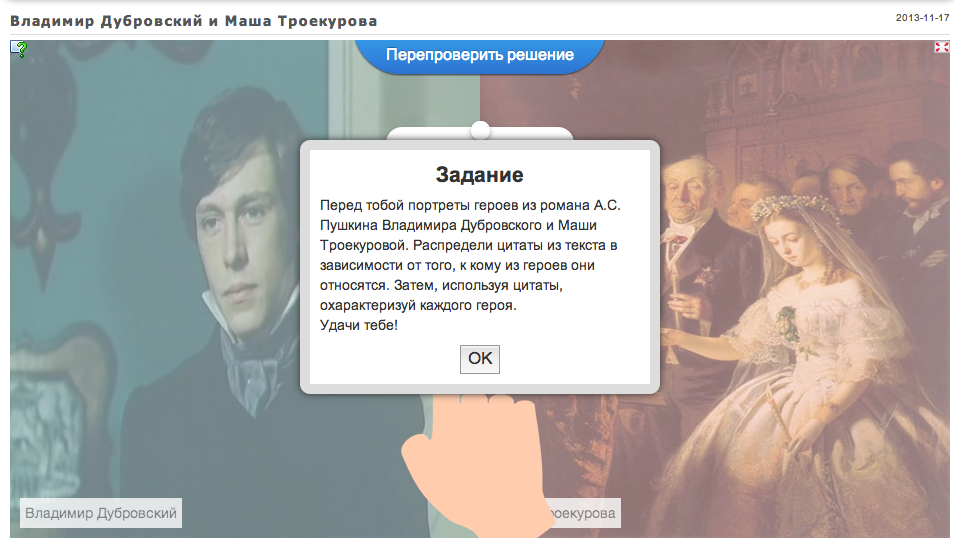 Владимир Дубровский и Маша Троекурова
2013-11-17
Перепроверить решение
Задание
Перед тобой портреты героев из романа А.С.
Пушкина Владимира Дубровского и Маши
Троекуровой. Распредели цитаты из текста в
зависимости от того, к кому из героев они
относятся. Затем, используя цитаты,
охарактеризуй каждого героя.
Удачи тебе!
OK
Владимир Дубровский